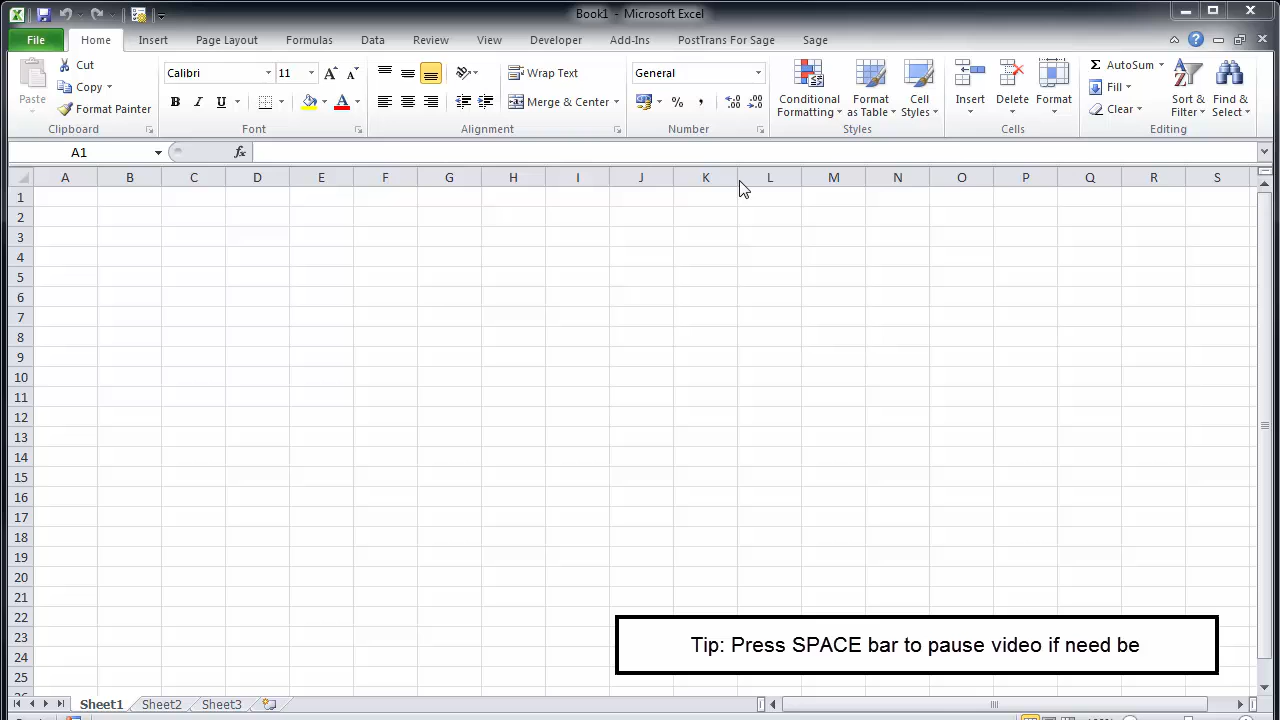 Book1 - Microsoft Excel
File Home Insert Page Layout Formulas Data Review View Developer Add-Ins PostTrans For Sage Sage
Paste
Cut
Copy
Format Painter
Clipboard
Calibri 11
B I U
Font
Wrap Text
Merge & Center
Alignment
General
%
Number
Conditional Formatting
Format as Table
Cell Styles
Styles
Insert
Delete
Format
Cells
AutoSum
Fill
Clear
Sort & Filter
Find & Select
Editing
A1 fx
A B C D E F G H I J K L M N O P Q R S
1
2
3
4
5
6
7
8
9
10
11
12
13
14
15
16
17
18
19
20
21
22
23
24
25
Tip: Press SPACE bar to pause video if need be
Sheet1 Sheet2 Sheet3